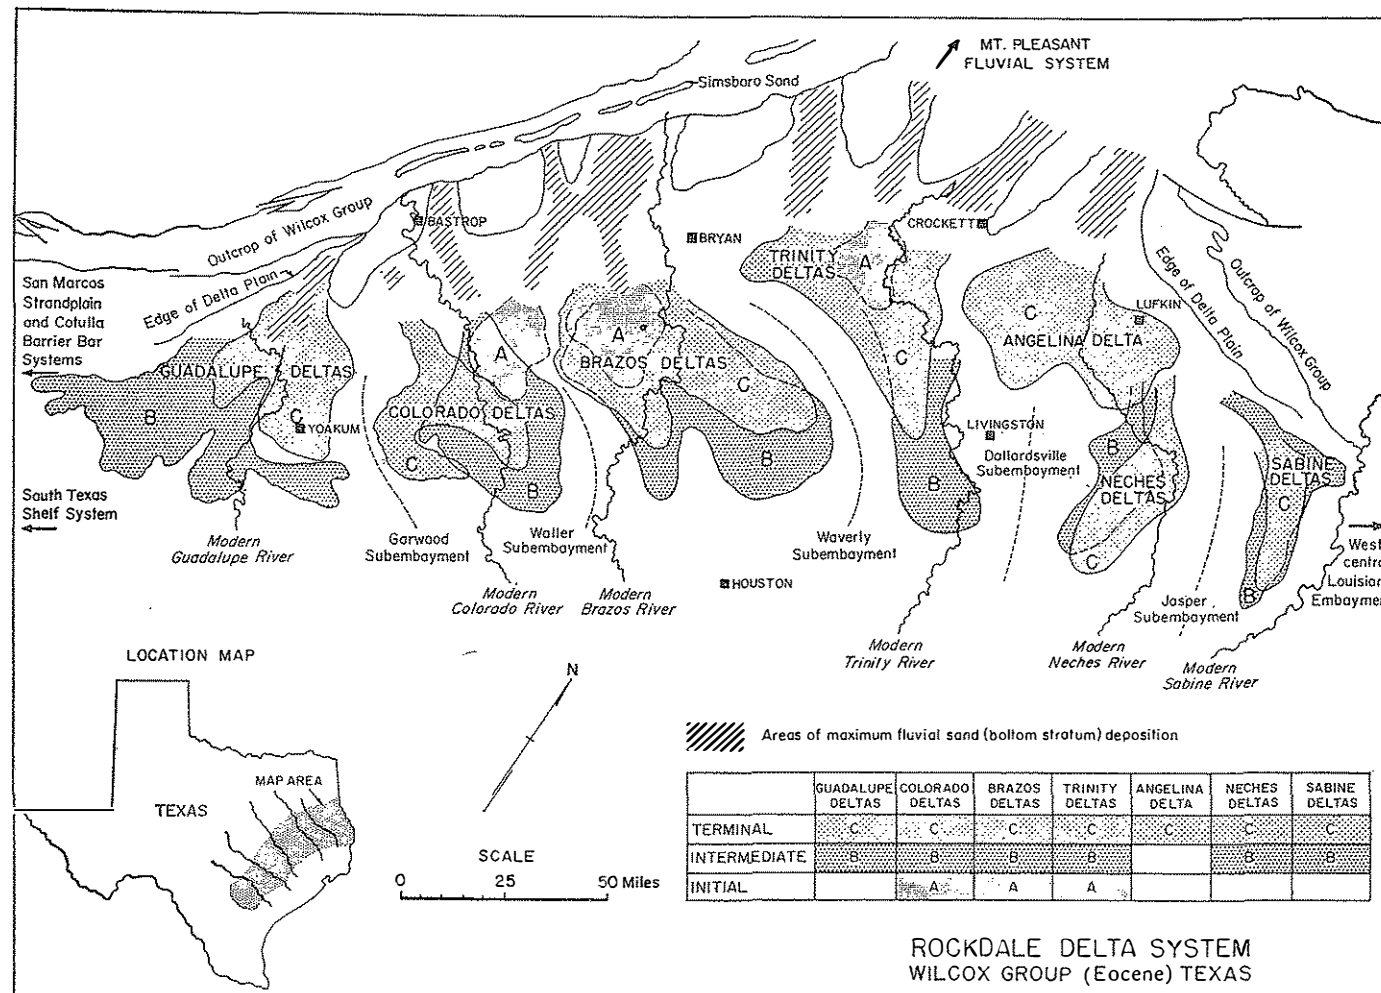 MT. PLEASANT
FLUVIAL SYSTEM
Simsboro Sand
Outcrop of Wilcox Group
BASTROP
BRYAN
CROCKETT
TRINITY
DELTAS
A
Edge of Delta Plain
San Marcos
Strandplain
and Cotulla
Barrier Bar
Systems
Edge of Delta Plain
Outcrop of Wilcox Group
LUFKIN
C
ANGELINA DELTA
GUADALUPE DELTAS
B
C
YOAKUM
A
COLORADO DELTAS
C
B
A
BRAZOS DELTAS
C
B
C
B
LIVINGSTON
Dallardsville
Subembayment
B
NECHES
DELTAS
C
SABINE
DELTAS
C
B
South Texas
Shelf System
Modern
Guadalupe River
Garwood
Subembayment
Waller
Subembayment
Waverly
Subembayment
HOUSTON
Modern
Colorado River
Modern
Brazos River
Jasper
Subembayment
West
central
Louisian
Embayme
Modern
Trinity River
Modern
Neches River
Modern
Sabine River
LOCATION MAP
TEXAS
MAP AREA
N
SCALE
0 25 50 Miles
Areas of maximum fluvial sand (bottom stratum) deposition
GUADALUPE DELTAS COLORADO DELTAS BRAZOS DELTAS TRINITY DELTAS ANGELINA DELTA NECHES DELTAS SABINE DELTAS
TERMINAL C C C C C C C
INTERMEDIATE B B B B B B
INITIAL A A A
ROCKDALE DELTA SYSTEM
WILCOX GROUP (Eocene) TEXAS